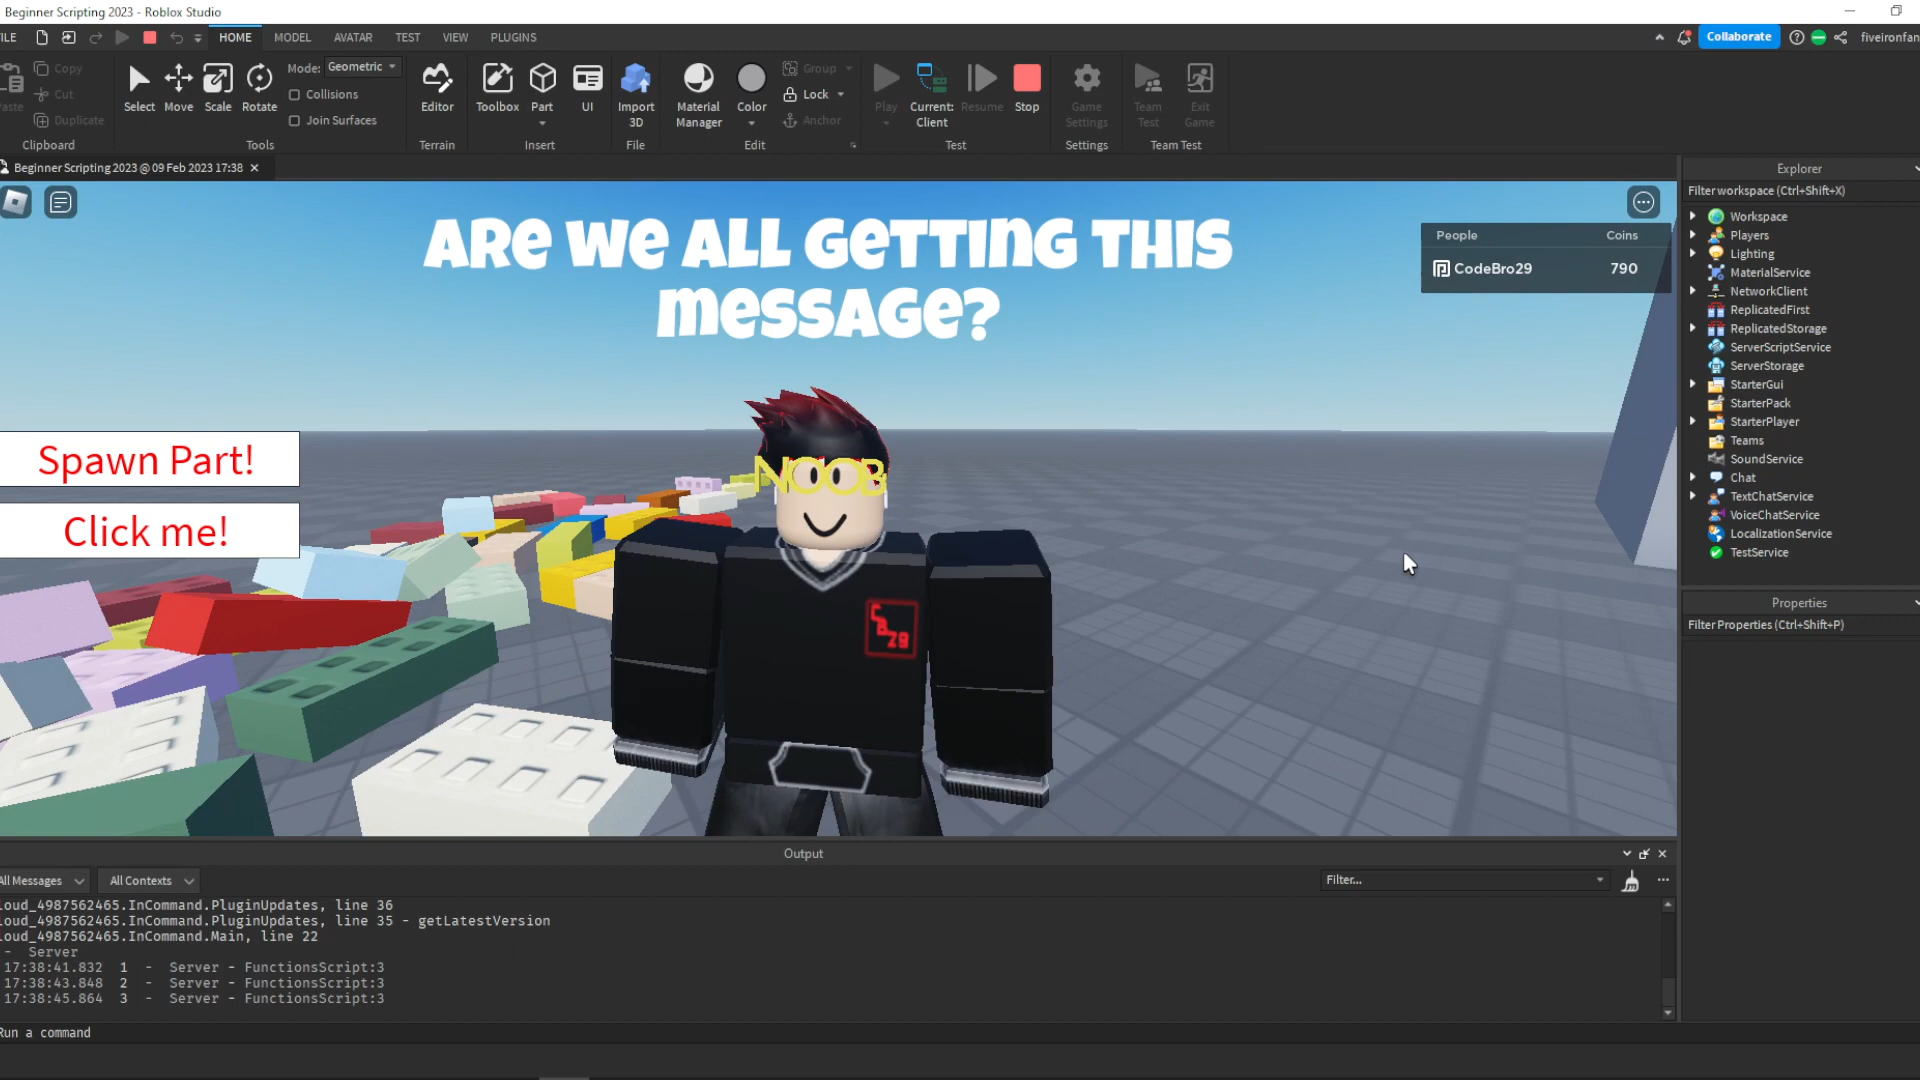 Beginner Scripting 2023 - Roblox Studio
ILE HOME MODEL AVATAR TEST VIEW PLUGINS Collaborate fiveironfan
Copy
Cut
Duplicate
aste
Clipboard
Select Move Scale Rotate
Mode: Geometric
Collisions
Join Surfaces
Tools
Editor
Terrain
Toolbox Part UI
Insert
Import 3D
File
Material Manager
Color
Group
Lock
Anchor
Edit
Play
Current: Client
Resume
Stop
Test
Game Settings
Settings
Team Test
Exit Game
Team Test
Beginner Scripting 2023 @ 09 Feb 2023 17:38
Are we all getting this
message?
People Coins
CodeBro29 790
Spawn Part!
Click me!
NOOB
CB29
Explorer
Filter workspace (Ctrl+Shift+X)
Workspace
Players
Lighting
MaterialService
NetworkClient
ReplicatedFirst
ReplicatedStorage
ServerScriptService
ServerStorage
StarterGui
StarterPack
StarterPlayer
Teams
SoundService
Chat
TextChatService
VoiceChatService
LocalizationService
TestService
Properties
Filter Properties (Ctrl+Shift+P)
Output
All Messages All Contexts Filter...
loud_4987562465.InCommand.PluginUpdates, line 36
loud_4987562465.InCommand.PluginUpdates, line 35 - getLatestVersion
loud_4987562465.InCommand.Main, line 22
- Server
17:38:41.832 1 - Server - FunctionsScript:3
17:38:43.848 2 - Server - FunctionsScript:3
17:38:45.864 3 - Server - FunctionsScript:3
Run a command